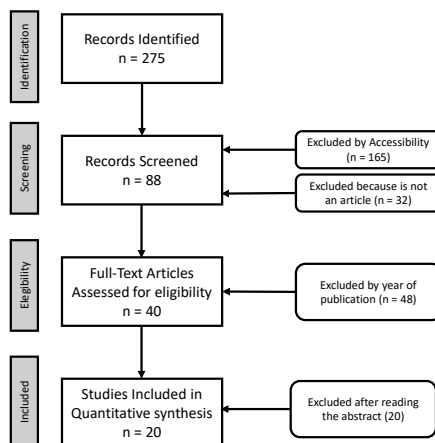 Identification
Records Identified
n = 275
Screening
Records Screened
n = 88
Excluded by Accessibility
(n = 165)
Excluded because is not
an article (n = 32)
Elegibility
Full-Text Articles
Assessed for eligibility
n = 40
Excluded by year of
publication (n = 48)
Included
Studies Included in
Quantitative synthesis
n = 20
Excluded after reading
the abstract (20)